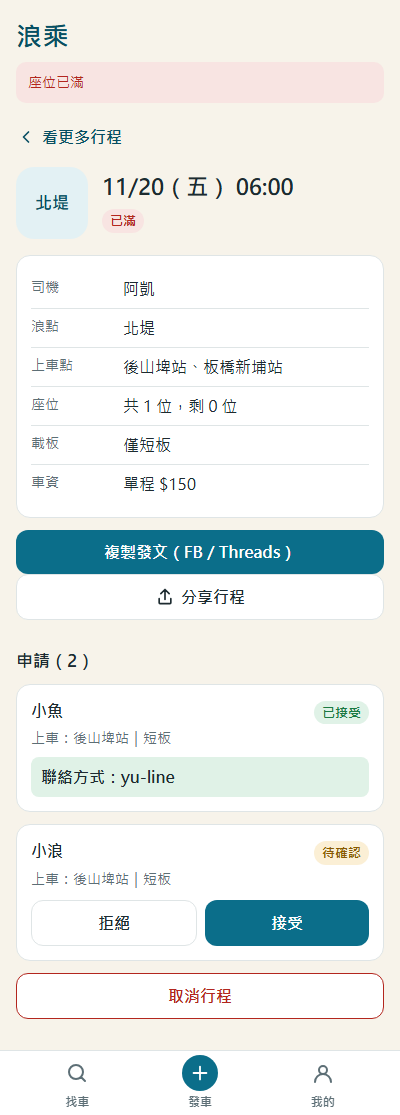 浪乘
座位已滿
看更多行程
北堤
11/20（五） 06:00
已滿
司機 阿凱
浪點 北堤
上車點 後山埤站、板橋新埔站
座位 共 1 位，剩 0 位
載板 僅短板
車資 單程 $150
複製發文（FB / Threads）
分享行程
申請（2）
小魚 已接受
上車：後山埤站｜短板
聯絡方式：yu-line
小浪 待確認
上車：後山埤站｜短板
拒絕 接受
取消行程
找車 發車 我的